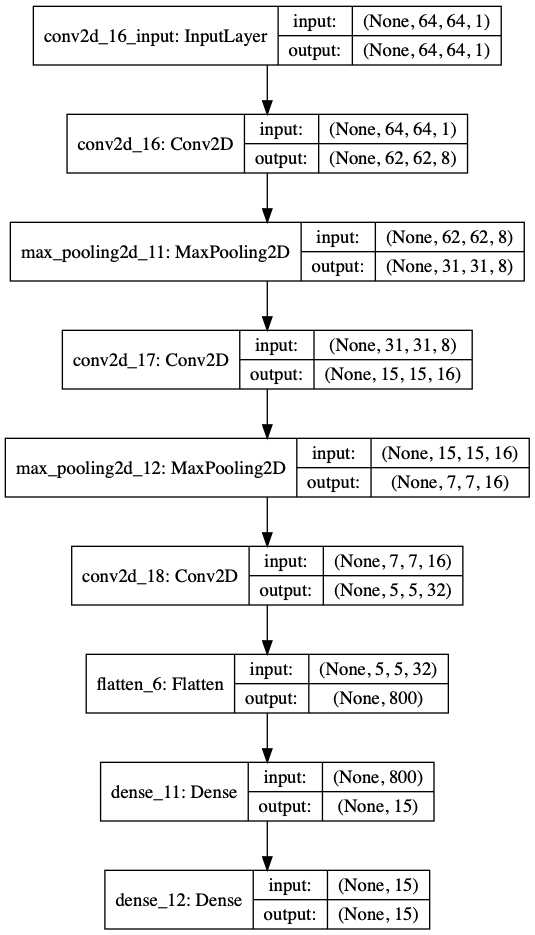 conv2d_16_input: InputLayer
input: (None, 64, 64, 1)
output: (None, 64, 64, 1)
conv2d_16: Conv2D
input: (None, 64, 64, 1)
output: (None, 62, 62, 8)
max_pooling2d_11: MaxPooling2D
input: (None, 62, 62, 8)
output: (None, 31, 31, 8)
conv2d_17: Conv2D
input: (None, 31, 31, 8)
output: (None, 15, 15, 16)
max_pooling2d_12: MaxPooling2D
input: (None, 15, 15, 16)
output: (None, 7, 7, 16)
conv2d_18: Conv2D
input: (None, 7, 7, 16)
output: (None, 5, 5, 32)
flatten_6: Flatten
input: (None, 5, 5, 32)
output: (None, 800)
dense_11: Dense
input: (None, 800)
output: (None, 15)
dense_12: Dense
input: (None, 15)
output: (None, 15)